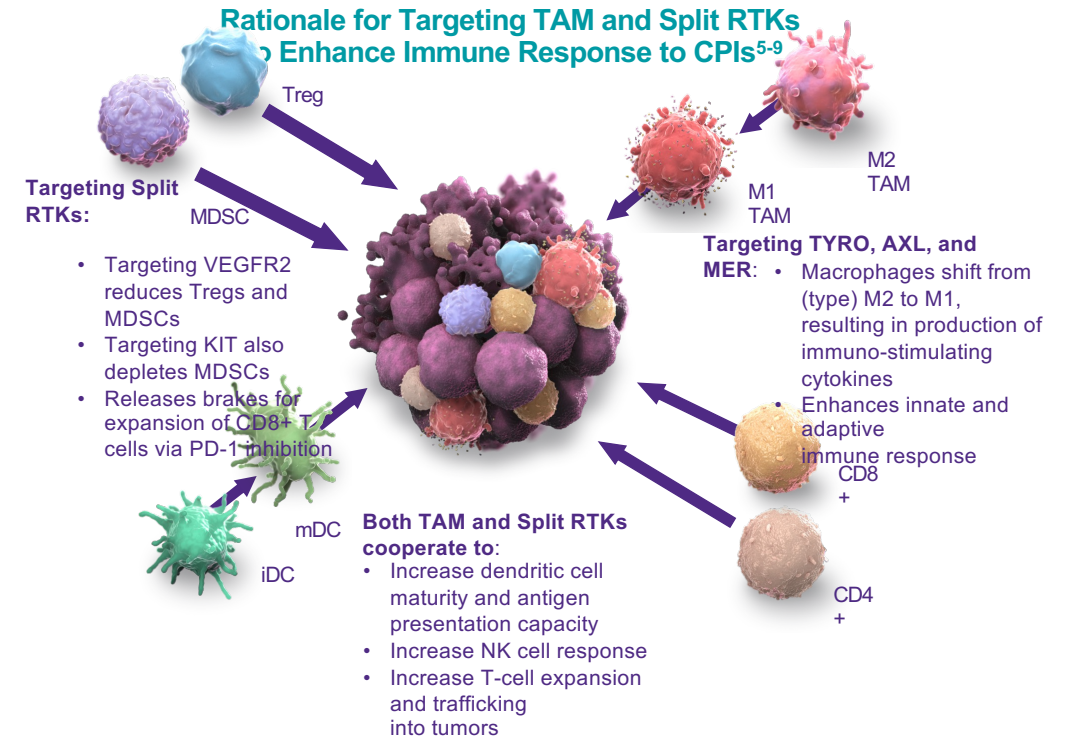 Rationale for Targeting TAM and Split RTKs
o Enhance Immune Response to CPIs5-9
Treg
MDSC
Targeting Split
RTKs:
• Targeting VEGFR2
reduces Tregs and
MDSCs
• Targeting KIT also
depletes MDSCs
• Releases brakes for
expansion of CD8+ T
cells via PD-1 inhibition
mDC
iDC
M2
TAM
M1
TAM
Targeting TYRO, AXL, and
MER:
• Macrophages shift from
(type) M2 to M1,
resulting in production of
immuno-stimulating
cytokines
• Enhances innate and
adaptive
immune response
CD8
+
CD4
+
Both TAM and Split RTKs
cooperate to:
• Increase dendritic cell
maturity and antigen
presentation capacity
• Increase NK cell response
• Increase T-cell expansion
and trafficking
into tumors